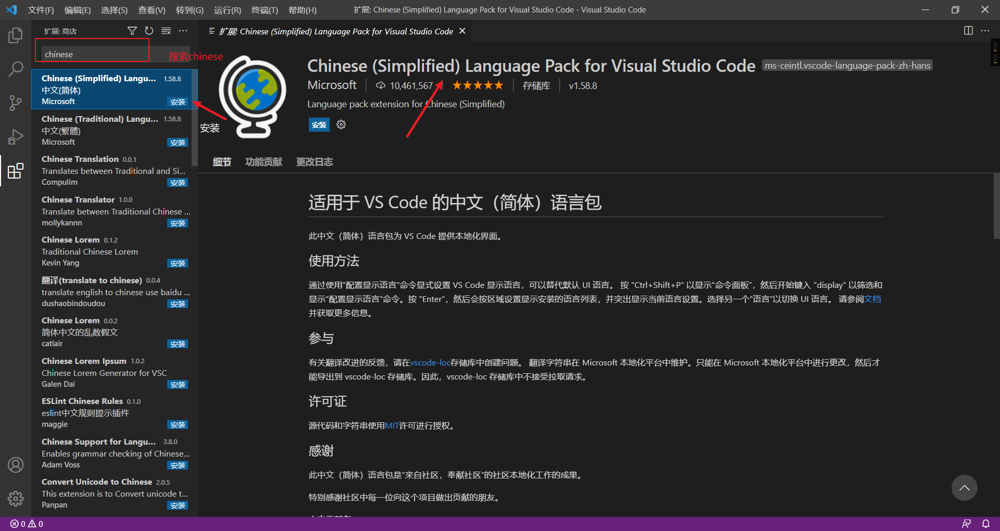 文件(F) 编辑(E) 选择(S) 查看(V) 转到(G) 运行(R) 终端(T) 帮助(H) 扩展: Chinese (Simplified) Language Pack for Visual Studio Code - Visual Studio Code
扩展: 商店
chinese
搜索chinese
Chinese (Simplified) Langu... 1.58.8
中文(简体)
Microsoft 安装
Chinese (Traditional) Langu... 1.58.8
中文(繁體)
Microsoft 安装
Chinese Translation 0.0.1
Translates between Traditional and Si...
Compulim 安装
Chinese Translator 1.0.0
Translate between Traditional Chinese ...
mollykannn 安装
Chinese Lorem 0.1.2
Traditional Chinese Lorem
Kevin Yang 安装
翻译(translate to chinese) 0.0.4
translate english to chinese use baidu ...
dushaobindoudou 安装
Chinese Lorem 0.0.2
简体中文的乱数假文
catlair 安装
Chinese Lorem Ipsum 1.0.2
Chinese Lorem Generator for VSC
Galen Dai 安装
ESLint Chinese Rules 0.1.0
eslint中文规则提示插件
maggie 安装
Chinese Support for Langu... 3.8.0
Enables grammar checking of Chinese...
Adam Voss 安装
Convert Unicode to Chinese 2.0.5
This extension is to Convert unicode t...
Panpan 安装
扩展: Chinese (Simplified) Language Pack for Visual Studio Code
安装
Chinese (Simplified) Language Pack for Visual Studio Code ms-ceintl.vscode-language-pack-zh-hans
Microsoft 10,461,567 ★★★★★ 存储库 v1.58.8
Language pack extension for Chinese (Simplified)
安装
细节 功能贡献 更改日志
适用于 VS Code 的中文（简体）语言包
此中文（简体）语言包为 VS Code 提供本地化界面。
使用方法
通过使用“配置显示语言”命令显式设置 VS Code 显示语言，可以替代默认 UI 语言。 按 "Ctrl+Shift+P" 以显示“命令面板”，然后开始键入 "display" 以筛选和
显示“配置显示语言”命令。按 "Enter"，然后会按区域设置显示安装的语言列表，并突出显示当前语言设置。选择另一个“语言”以切换 UI 语言。 请参阅文档
并获取更多信息。
参与
有关翻译改进的反馈，请在vscode-loc存储库中创建问题。 翻译字符串在 Microsoft 本地化平台中维护。只能在 Microsoft 本地化平台中进行更改，然后才
能导出到 vscode-loc 存储库。因此，vscode-loc 存储库中不接受拉取请求。
许可证
源代码和字符串使用MIT许可进行授权。
感谢
此中文（简体）语言包是“来自社区，奉献社区”的社区本地化工作的成果。
特别感谢社区中每一位向这个项目做出贡献的朋友。
0 0